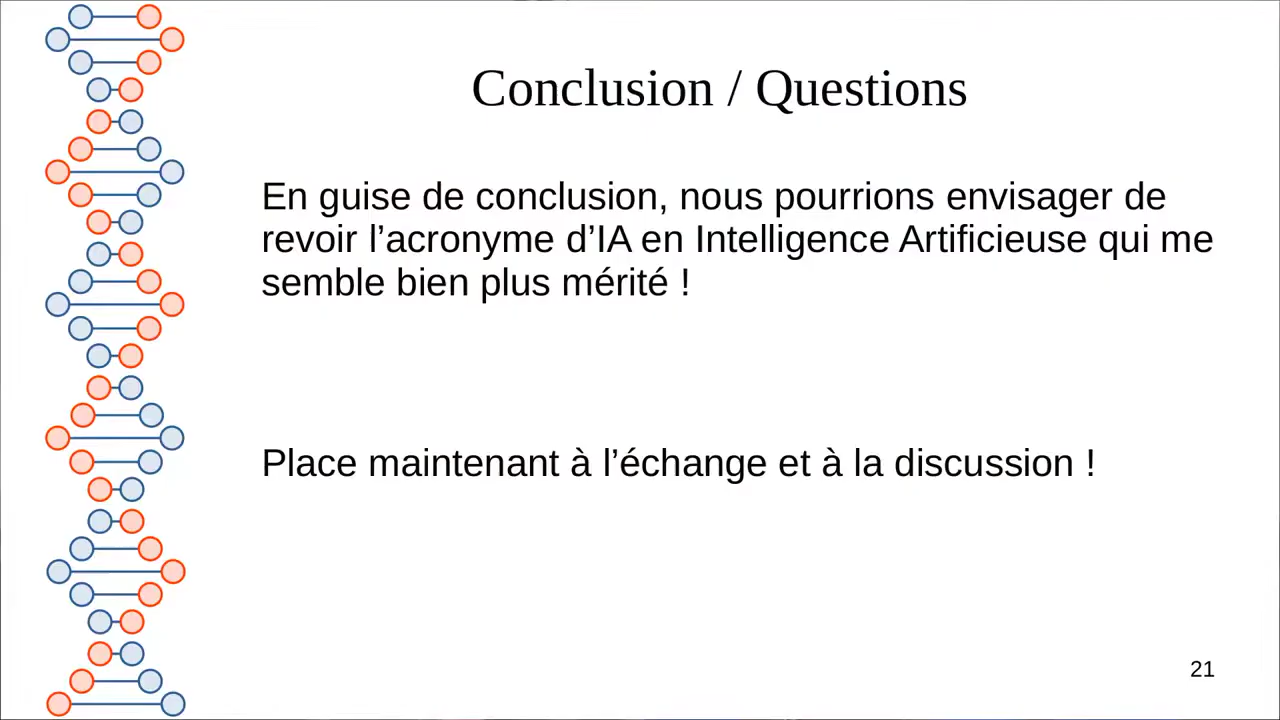 Conclusion / Questions
En guise de conclusion, nous pourrions envisager de
revoir l’acronyme d’IA en Intelligence Artificieuse qui me
semble bien plus mérité !
Place maintenant à l’échange et à la discussion !
21